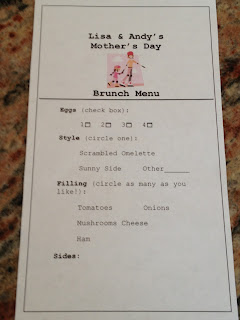 Lisa & Andy's
Mother's Day
Brunch Menu
Eggs (check box):
1☐ 2☐ 3☐ 4☐
Style (circle one):
Scrambled Omelette
Sunny Side Other_____
Filling (circle as many as you
like!):
Tomatoes Onions
Mushrooms Cheese
Ham
Sides: